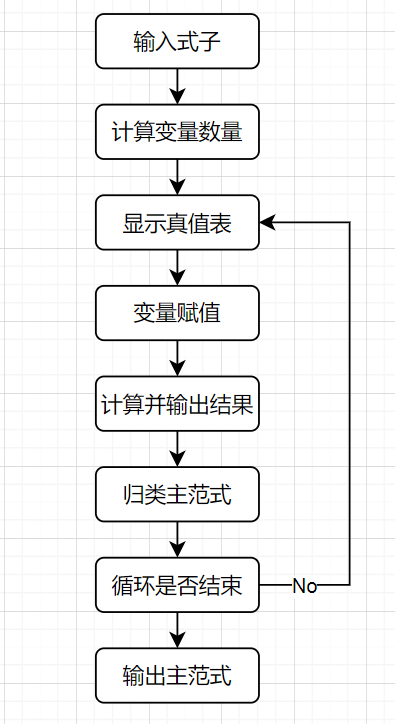 输入式子
计算变量数量
显示真值表
变量赋值
计算并输出结果
归类主范式
循环是否结束
No
输出主范式